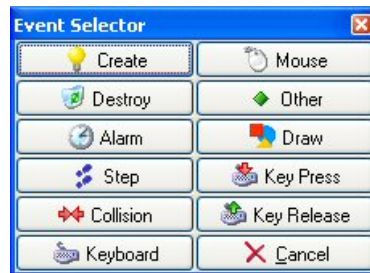 Event Selector
Create
Mouse
Destroy
Other
Alarm
Draw
Step
Key Press
Collision
Key Release
Keyboard
Cancel